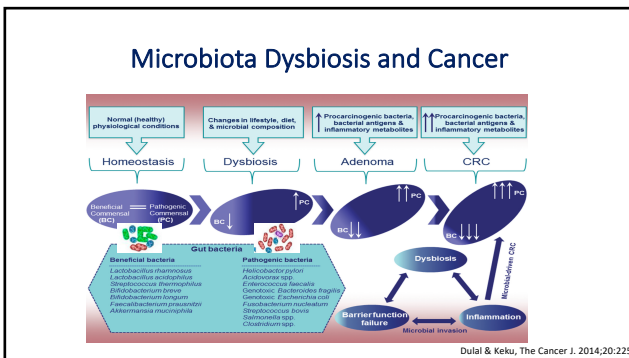 Microbiota Dysbiosis and Cancer
Normal (healthy)
physiological conditions
Changes in lifestyle, diet,
& microbial composition
↑ Procarcinogenic bacteria,
bacterial antigens &
inflammatory metabolites
↑↑ Procarcinogenic bacteria,
bacterial antigens &
inflammatory metabolites
Homeostasis
Dysbiosis
Adenoma
CRC
Beneficial
Commensal
(BC)
=
Pathogenic
Commensal
(PC)
BC ↓
↑ PC
BC ↓↓
↑↑ PC
BC ↓↓↓
↑↑↑ PC
Gut bacteria
Beneficial bacteria
Lactobacillus rhamnosus
Lactobacillus acidophilus
Streptococcus thermophilus
Bifidobacterium breve
Bifidobacterium longum
Faecalibacterium prausnitzii
Akkermansia muciniphila
Pathogenic bacteria
Helicobacter pylori
Acidovorax spp.
Enterococcus faecalis
Genotoxic Bacteroides fragilis
Genotoxic Escherichia coli
Fusobacterium nucleatum
Streptococcus bovis
Salmonella spp.
Clostridium spp.
Dysbiosis
Barrier function
failure
Inflammation
Microbial invasion
Microbial-driven CRC
Dulal & Keku, The Cancer J. 2014;20:225